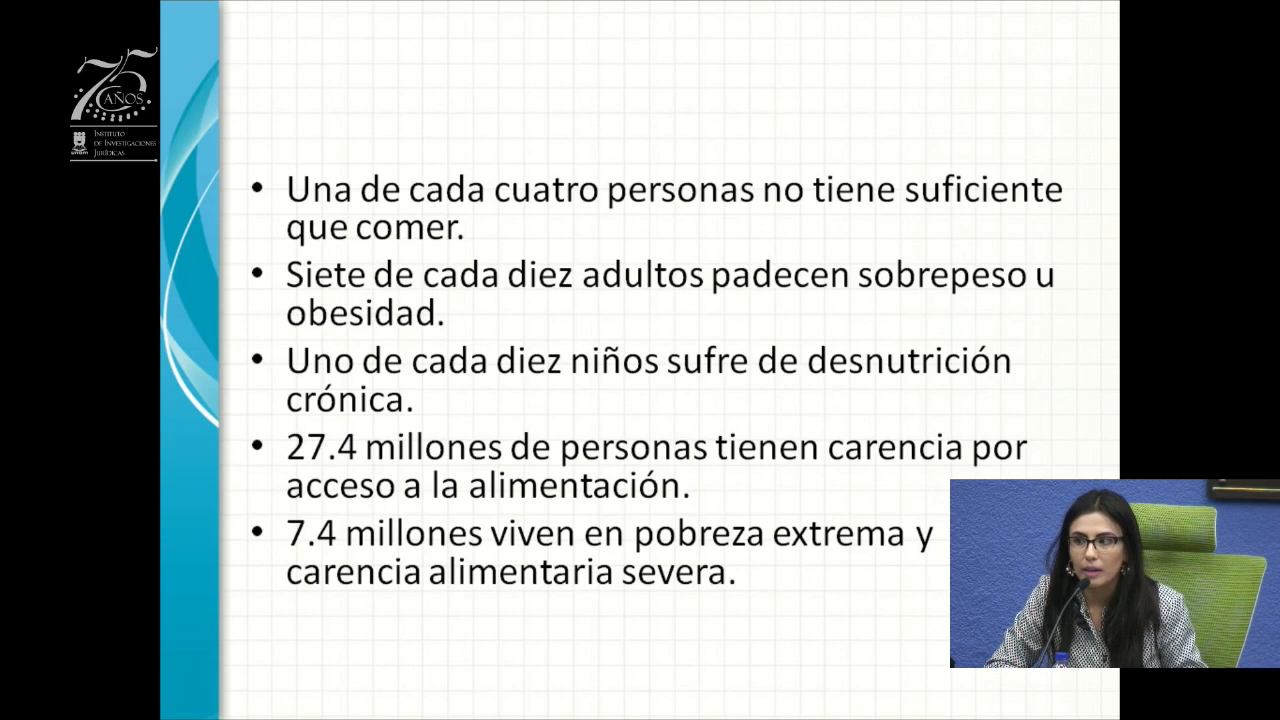 75
AÑOS
INSTITUTO
DE INVESTIGACIONES
JURÍDICAS
UNAM
• Una de cada cuatro personas no tiene suficiente
que comer.
• Siete de cada diez adultos padecen sobrepeso u
obesidad.
• Uno de cada diez niños sufre de desnutrición
crónica.
• 27.4 millones de personas tienen carencia por
acceso a la alimentación.
• 7.4 millones viven en pobreza extrema y
carencia alimentaria severa.